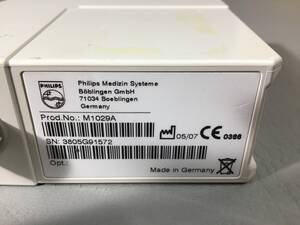 PHILIPS
Philips Medizin Systeme
Böblingen GmbH
71034 Boeblingen
Germany
Prod.No.: M1029A
05/07 CE 0366
SN: 3805G91572
Opt.:
Made in Germany